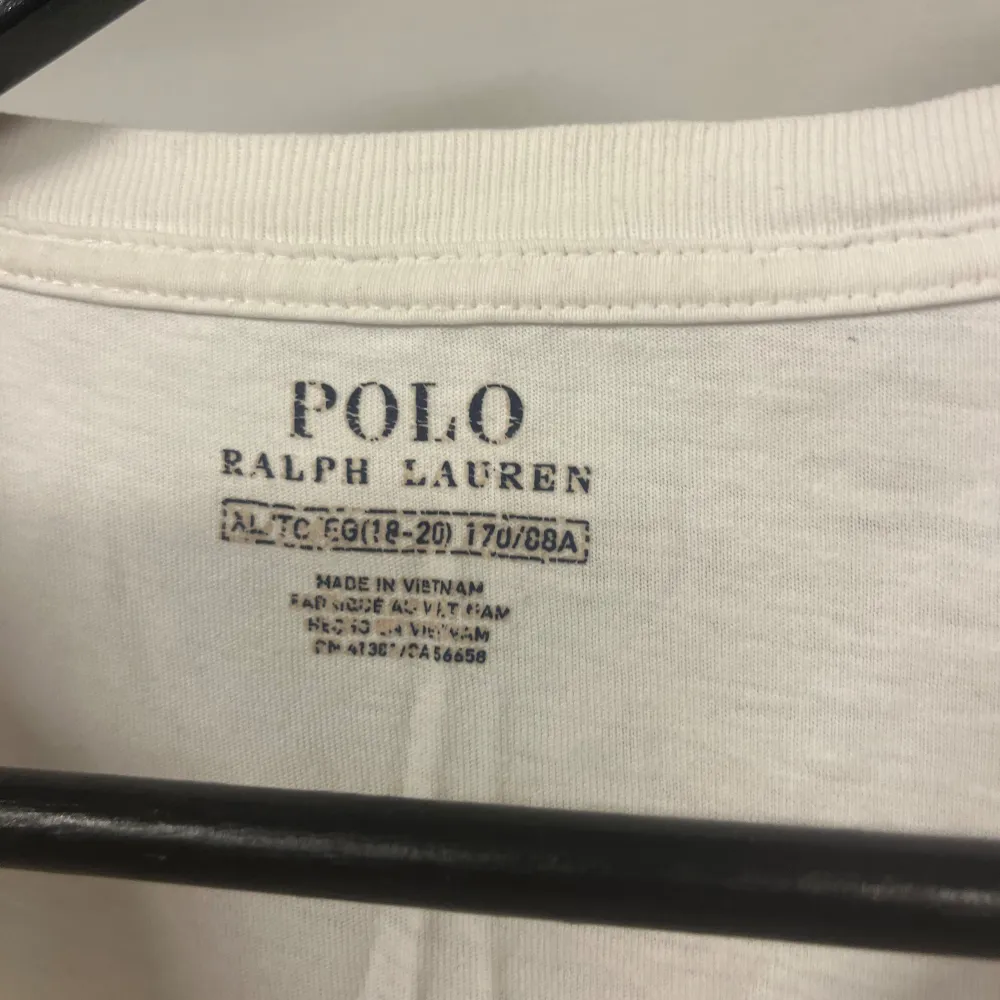 POLO
RALPH LAUREN
XL/TG EG(18-20) 170/88A
MADE IN VIETNAM
FABRIQUÉ AU VIETNAM
HECHO EN VIETNAM
/CA56658